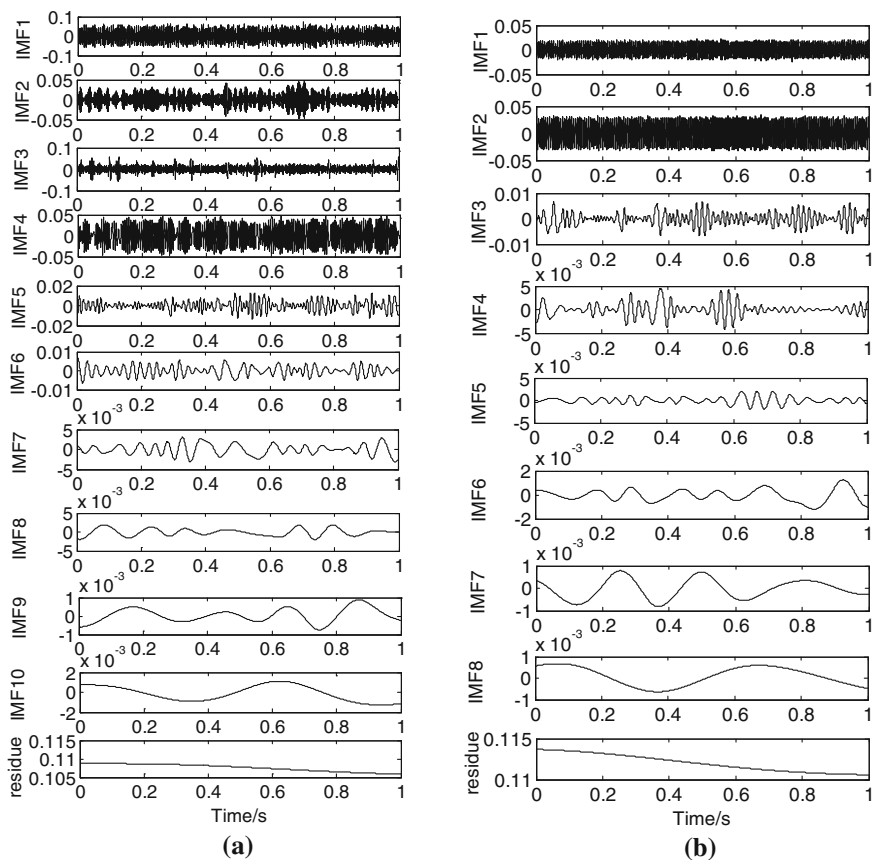 0.1
IMF1
0
-0.1
0 0.2 0.4 0.6 0.8 1
0.05
IMF2
0
-0.05
0 0.2 0.4 0.6 0.8 1
0.1
IMF3
0
-0.1
0 0.2 0.4 0.6 0.8 1
0.05
IMF4
0
-0.05
0 0.2 0.4 0.6 0.8 1
0.02
IMF5
0
-0.02
0 0.2 0.4 0.6 0.8 1
0.01
IMF6
0
-0.01
0 0.2 0.4 0.6 0.8 1
x 10⁻³
5
IMF7
0
-5
0 0.2 0.4 0.6 0.8 1
x 10⁻³
5
IMF8
0
-5
0 0.2 0.4 0.6 0.8 1
x 10⁻³
1
IMF9
0
-1
0 0.2 0.4 0.6 0.8 1
x 10⁻³
2
IMF10
0
-2
0 0.2 0.4 0.6 0.8 1
0.115
residue
0.11
0.105
0 0.2 0.4 0.6 0.8 1
Time/s
(a)
0.05
IMF1
0
-0.05
0 0.2 0.4 0.6 0.8 1
0.05
IMF2
0
-0.05
0 0.2 0.4 0.6 0.8 1
0.01
IMF3
0
-0.01
0 0.2 0.4 0.6 0.8 1
x 10⁻³
5
IMF4
0
-5
0 0.2 0.4 0.6 0.8 1
x 10⁻³
5
IMF5
0
-5
0 0.2 0.4 0.6 0.8 1
x 10⁻³
2
IMF6
0
-2
0 0.2 0.4 0.6 0.8 1
x 10⁻³
1
IMF7
0
-1
0 0.2 0.4 0.6 0.8 1
x 10⁻³
1
IMF8
0
-1
0 0.2 0.4 0.6 0.8 1
0.115
residue
0.11
0 0.2 0.4 0.6 0.8 1
Time/s
(b)